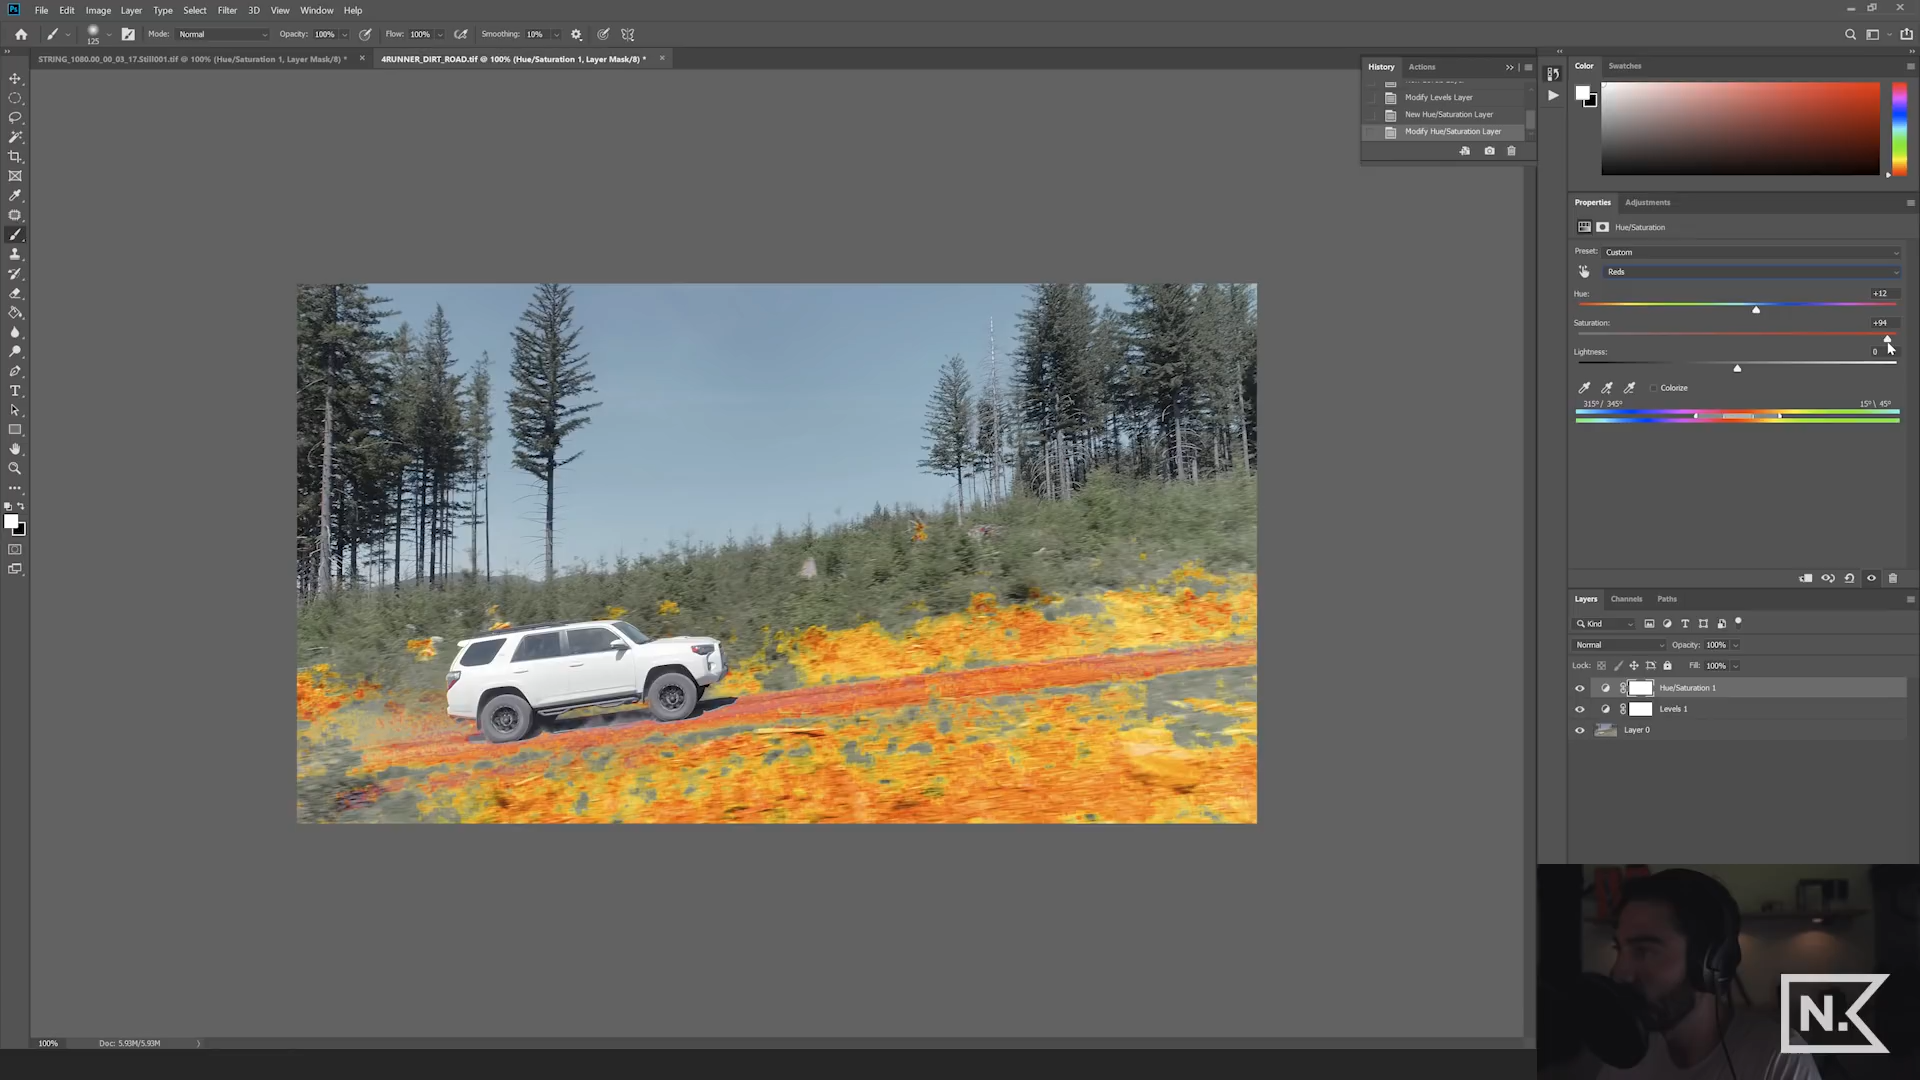 Ps File Edit Image Layer Type Select Filter 3D View Window Help
125 Mode: Normal Opacity: 100% Flow: 100% Smoothing: 10%
STRING_1080.00_00_03_17.Still001.tif @ 100% (Hue/Saturation 1, Layer Mask/8) * 4RUNNER_DIRT_ROAD.tif @ 100% (Hue/Saturation 1, Layer Mask/8) *
History Actions
Modify Levels Layer
New Hue/Saturation Layer
Modify Hue/Saturation Layer
Color Swatches
Properties Adjustments
Hue/Saturation
Preset: Custom
Reds
Hue: +12
Saturation: +94
Lightness: 0
Colorize
315°/ 345° 15°\ 45°
Layers Channels Paths
Kind
Normal Opacity: 100%
Lock: Fill: 100%
Hue/Saturation 1
Levels 1
Layer 0
100% Doc: 5.93M/5.93M
N.K